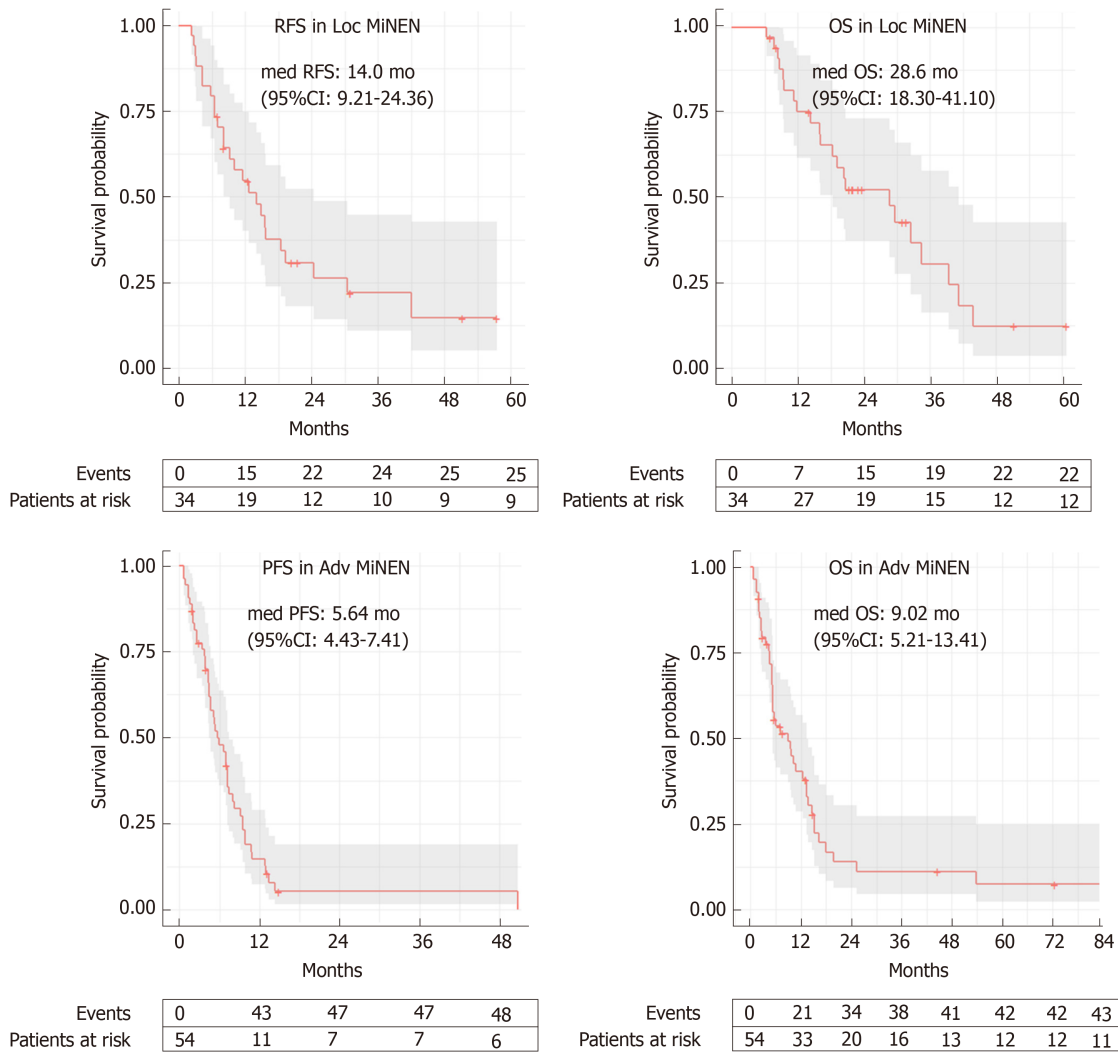 RFS in Loc MiNEN
med RFS: 14.0 mo
(95%CI: 9.21-24.36)
Survival probability
1.00
0.75
0.50
0.25
0.00
0 12 24 36 48 60
Months
Events 0 15 22 24 25 25
Patients at risk 34 19 12 10 9 9
OS in Loc MiNEN
med OS: 28.6 mo
(95%CI: 18.30-41.10)
Survival probability
1.00
0.75
0.50
0.25
0.00
0 12 24 36 48 60
Months
Events 0 7 15 19 22 22
Patients at risk 34 27 19 15 12 12
PFS in Adv MiNEN
med PFS: 5.64 mo
(95%CI: 4.43-7.41)
Survival probability
1.00
0.75
0.50
0.25
0.00
0 12 24 36 48
Months
Events 0 43 47 47 48
Patients at risk 54 11 7 7 6
OS in Adv MiNEN
med OS: 9.02 mo
(95%CI: 5.21-13.41)
Survival probability
1.00
0.75
0.50
0.25
0.00
0 12 24 36 48 60 72 84
Months
Events 0 21 34 38 41 42 42 43
Patients at risk 54 33 20 16 13 12 12 11